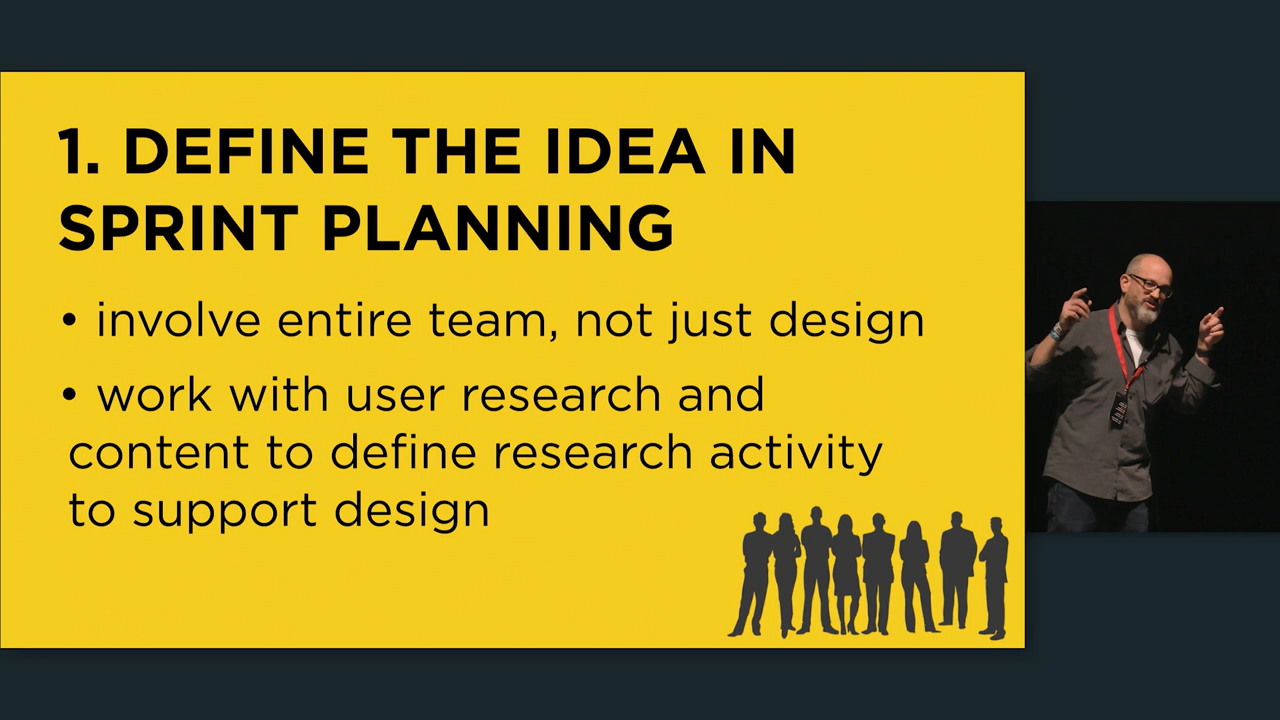 1. DEFINE THE IDEA IN
SPRINT PLANNING
• involve entire team, not just design
• work with user research and
content to define research activity
to support design